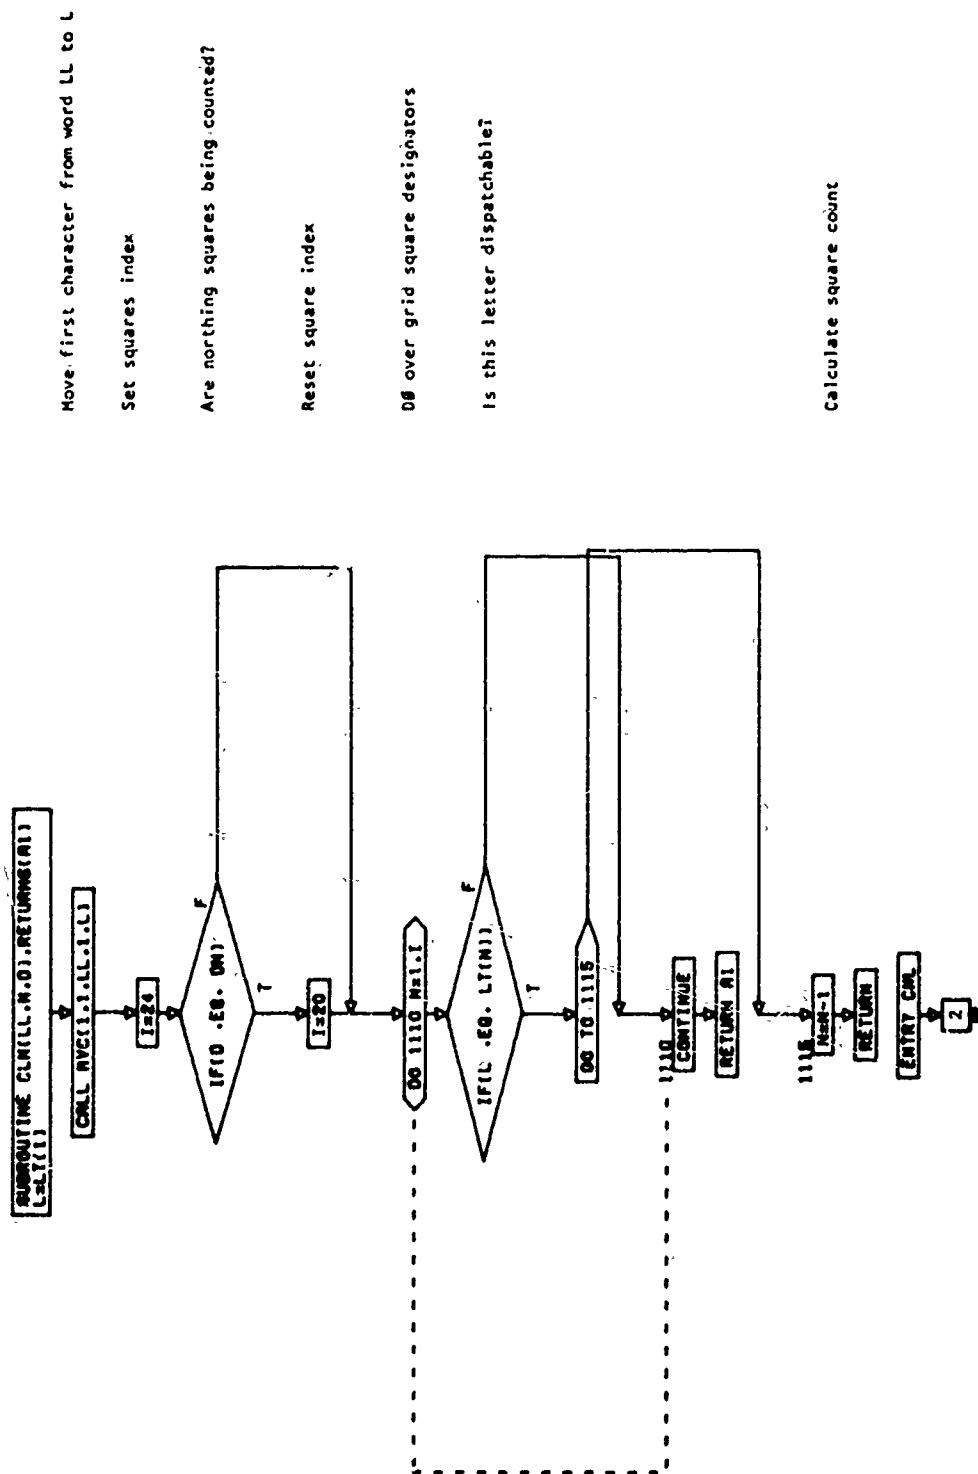 SUBROUTINE CLN(LL,N,D),RETURNS(A1)
L=LT(1)
CALL MVC(1,1,LL,1,L)
Move first character from word LL to L
I=24
Set squares index
IF(D .EQ. DN)
F
T
Are northing squares being counted?
I=20
Reset square index
DO 1110 N=1,I
DØ over grid square designators
IF(L .EQ. LT(N))
F
T
Is this letter dispatchable?
GO TO 1115
1110
CONTINUE
RETURN A1
1115
N=N-1
Calculate square count
RETURN
ENTRY CNL
2